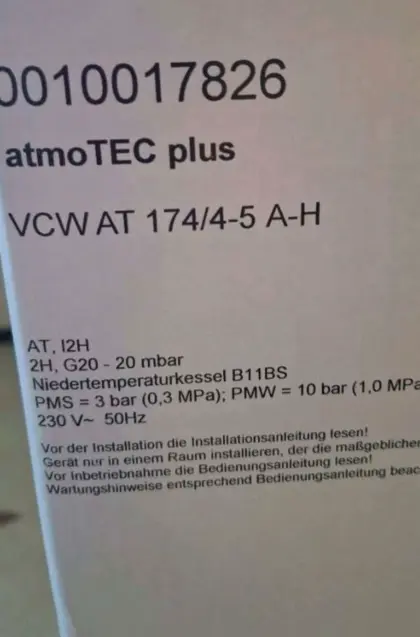 0010017826
atmoTEC plus
VCW AT 174/4-5 A-H
AT, I2H
2H, G20 - 20 mbar
Niedertemperaturkessel B11BS
PMS = 3 bar (0,3 MPa); PMW = 10 bar (1,0 MPa
230 V~ 50Hz
Vor der Installation die Installationsanleitung lesen!
Gerät nur in einem Raum installieren, der die maßgeblichen
Vor Inbetriebnahme die Bedienungsanleitung lesen!
Wartungshinweise entsprechend Bedienungsanleitung beac